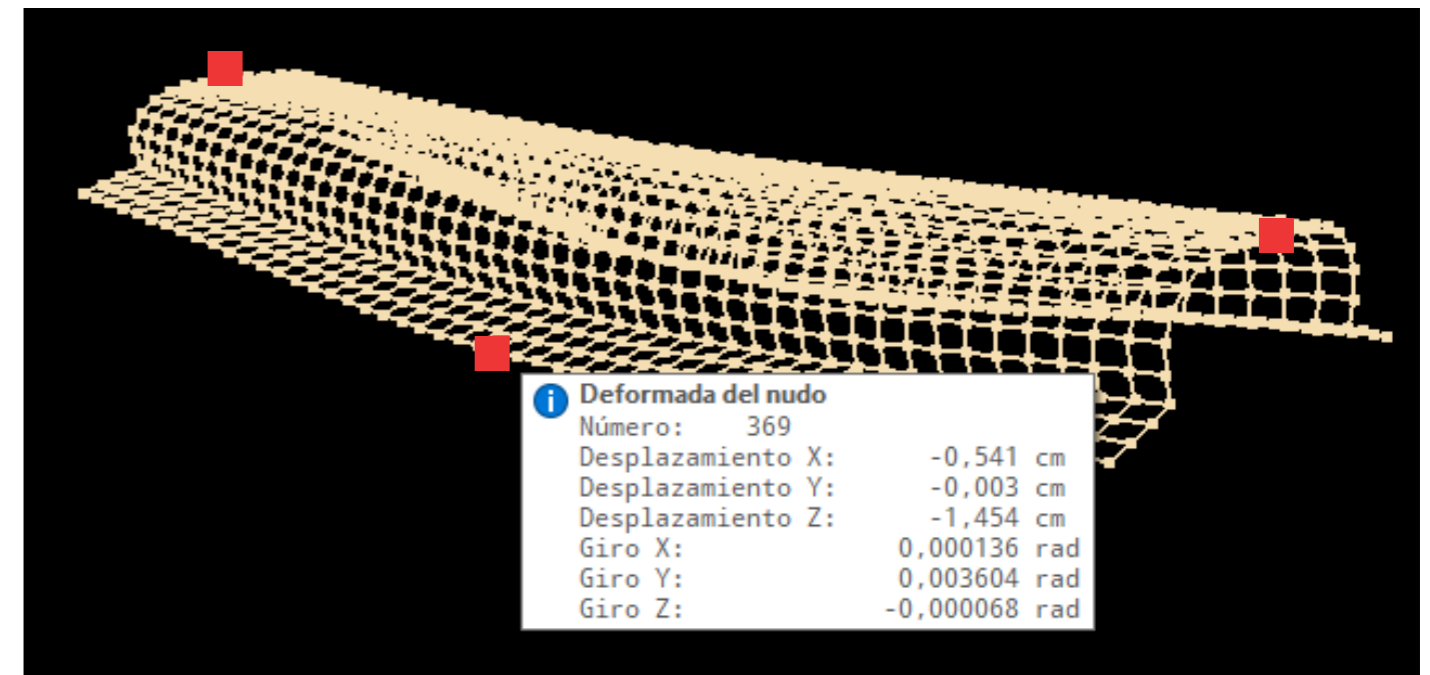 Deformada del nudo
Número: 369
Desplazamiento X: -0,541 cm
Desplazamiento Y: -0,003 cm
Desplazamiento Z: -1,454 cm
Giro X: 0,000136 rad
Giro Y: 0,003604 rad
Giro Z: -0,000068 rad